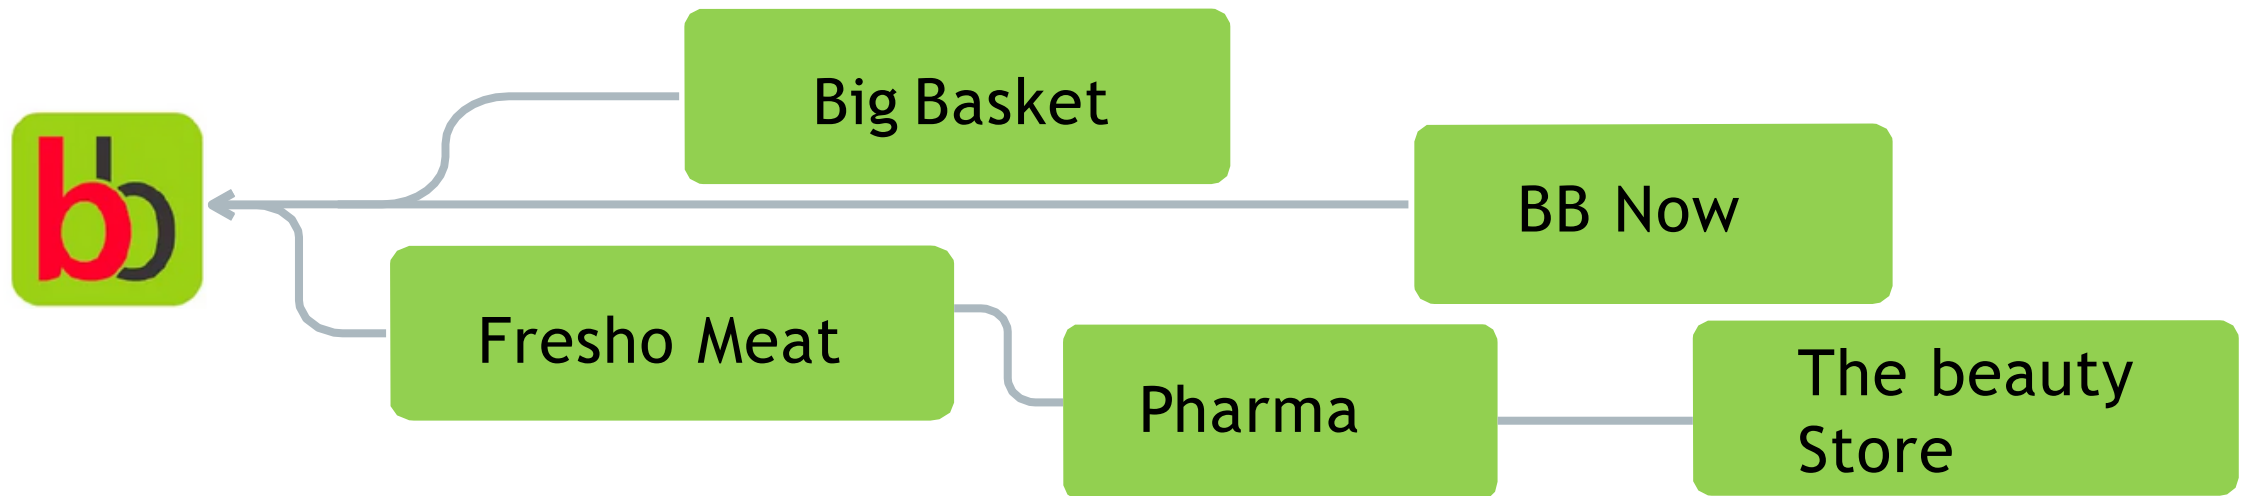 bb
Big Basket
BB Now
Fresho Meat
Pharma
The beauty
Store